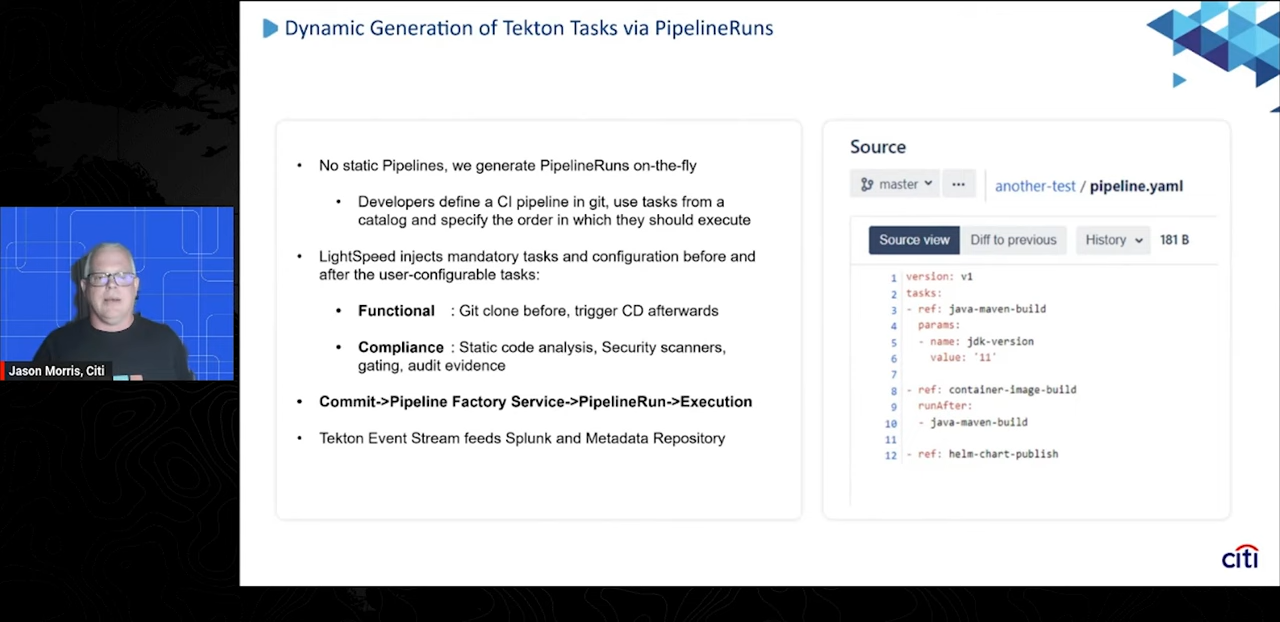 Dynamic Generation of Tekton Tasks via PipelineRuns
• No static Pipelines, we generate PipelineRuns on-the-fly
• Developers define a CI pipeline in git, use tasks from a
catalog and specify the order in which they should execute
• LightSpeed injects mandatory tasks and configuration before and
after the user-configurable tasks:
• Functional : Git clone before, trigger CD afterwards
• Compliance : Static code analysis, Security scanners,
gating, audit evidence
• Commit->Pipeline Factory Service->PipelineRun->Execution
• Tekton Event Stream feeds Splunk and Metadata Repository
Source
master ••• another-test / pipeline.yaml
Source view Diff to previous History 181 B
1 version: v1
2 tasks:
3 - ref: java-maven-build
4 params:
5 - name: jdk-version
6 value: '11'
7
8 - ref: container-image-build
9 runAfter:
10 - java-maven-build
11
12 - ref: helm-chart-publish
Jason Morris, Citi
citi